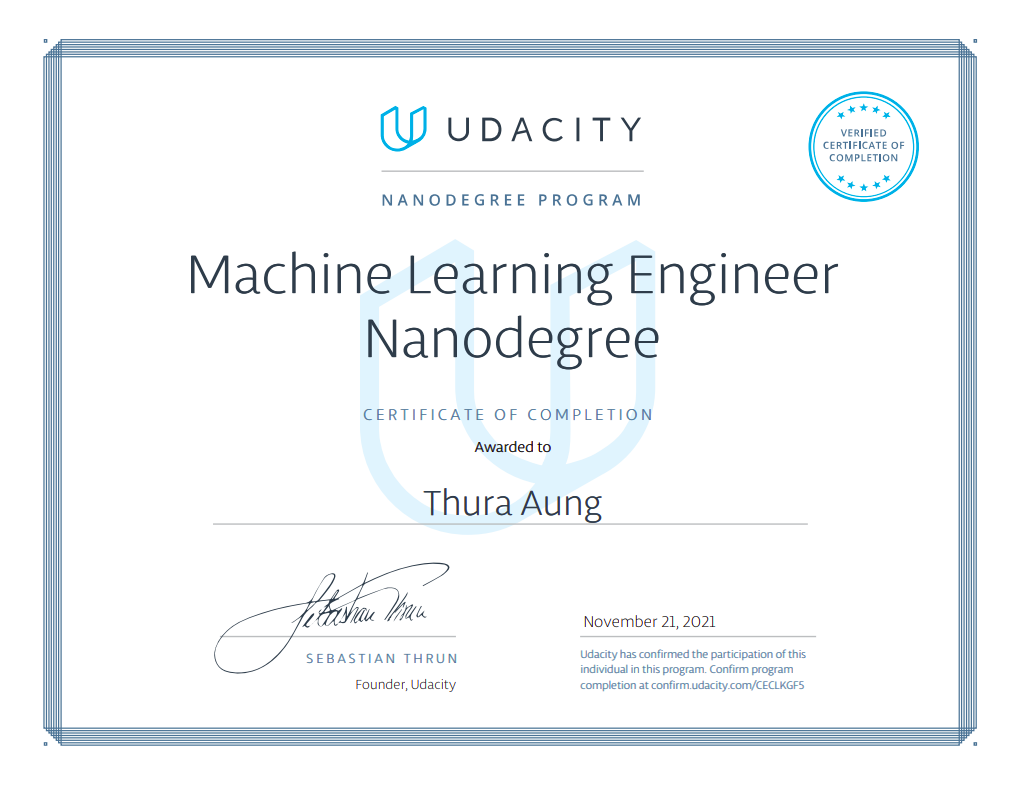 UDACITY
VERIFIED
CERTIFICATE OF
COMPLETION
NANODEGREE PROGRAM
Machine Learning Engineer
Nanodegree
CERTIFICATE OF COMPLETION
Awarded to
Thura Aung
Sebastian Thrun
SEBASTIAN THRUN
Founder, Udacity
November 21, 2021
Udacity has confirmed the participation of this
individual in this program. Confirm program
completion at confirm.udacity.com/CECLKGF5